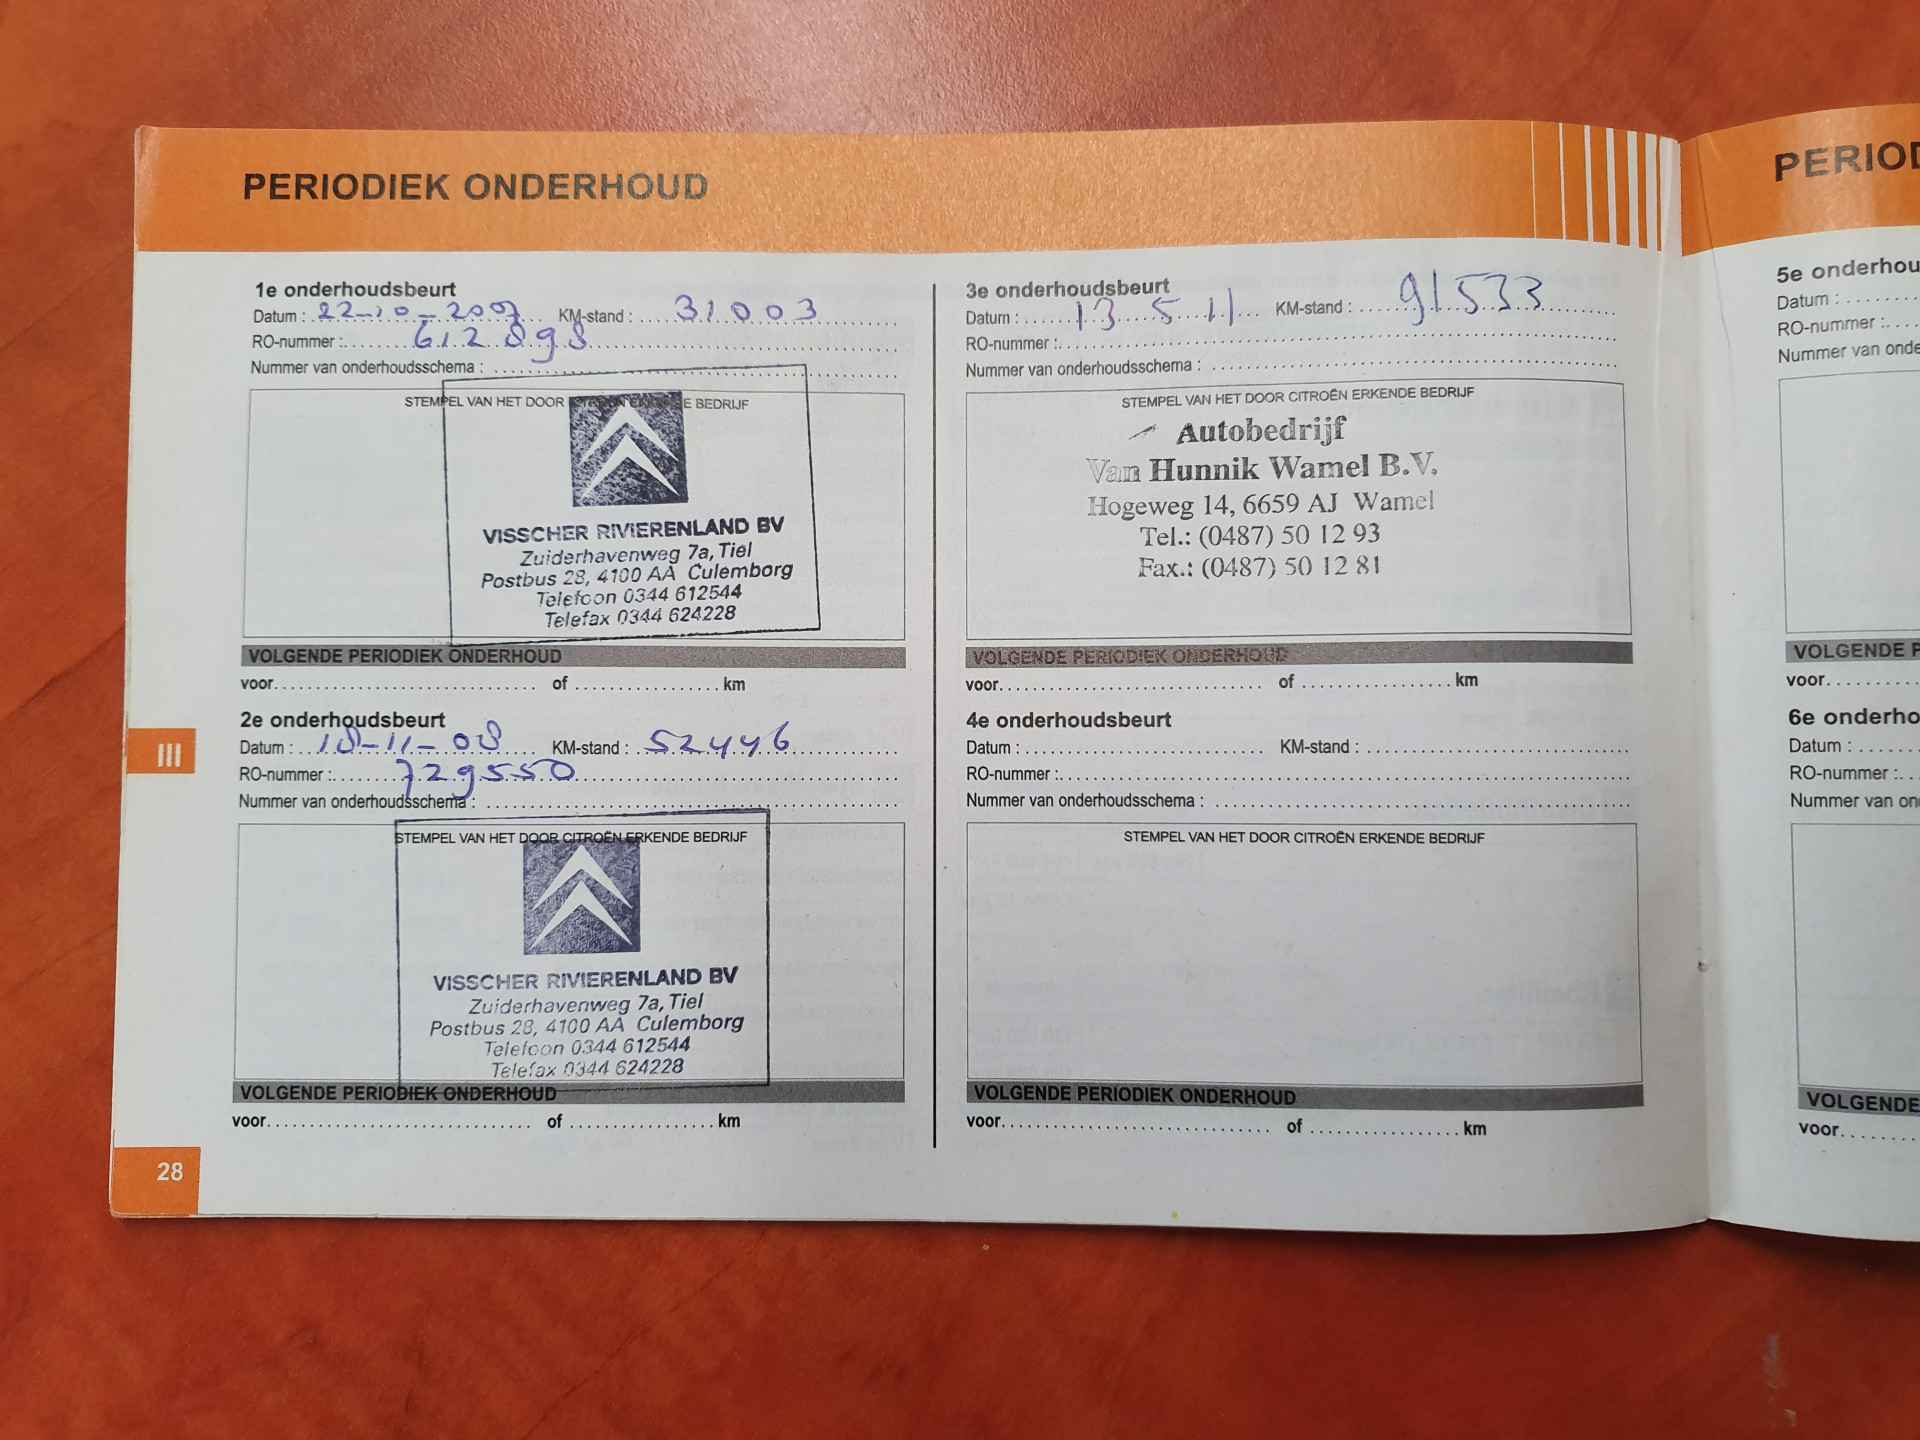 PERIODIEK ONDERHOUD
1e onderhoudsbeurt
Datum : 22-10-2007 KM-stand : 31003
RO-nummer : 612898
Nummer van onderhoudsschema :
STEMPEL VAN HET DOOR CITROËN ERKENDE BEDRIJF
VISSCHER RIVIERENLAND BV
Zuiderhavenweg 7a, Tiel
Postbus 28, 4100 AA Culemborg
Telefoon 0344 612544
Telefax 0344 624228
VOLGENDE PERIODIEK ONDERHOUD
voor of km
2e onderhoudsbeurt
Datum : 18-11-08 KM-stand : 52446
RO-nummer : 729550
Nummer van onderhoudsschema :
STEMPEL VAN HET DOOR CITROËN ERKENDE BEDRIJF
VISSCHER RIVIERENLAND BV
Zuiderhavenweg 7a, Tiel
Postbus 28, 4100 AA Culemborg
Telefoon 0344 612544
Telefax 0344 624228
VOLGENDE PERIODIEK ONDERHOUD
voor of km
3e onderhoudsbeurt
Datum : 13 5 11 KM-stand : 91533
RO-nummer :
Nummer van onderhoudsschema :
STEMPEL VAN HET DOOR CITROËN ERKENDE BEDRIJF
Autobedrijf
Van Hunnik Wamel B.V.
Hogeweg 14, 6659 AJ Wamel
Tel.: (0487) 50 12 93
Fax.: (0487) 50 12 81
VOLGENDE PERIODIEK ONDERHOUD
voor of km
4e onderhoudsbeurt
Datum : KM-stand :
RO-nummer :
Nummer van onderhoudsschema :
STEMPEL VAN HET DOOR CITROËN ERKENDE BEDRIJF
VOLGENDE PERIODIEK ONDERHOUD
voor of km
III
28
PERIOD
5e onderhou
Datum :
RO-nummer :
Nummer van onde
VOLGENDE P
voor
6e onderho
Datum :
RO-nummer :
Nummer van on
VOLGENDE
voor